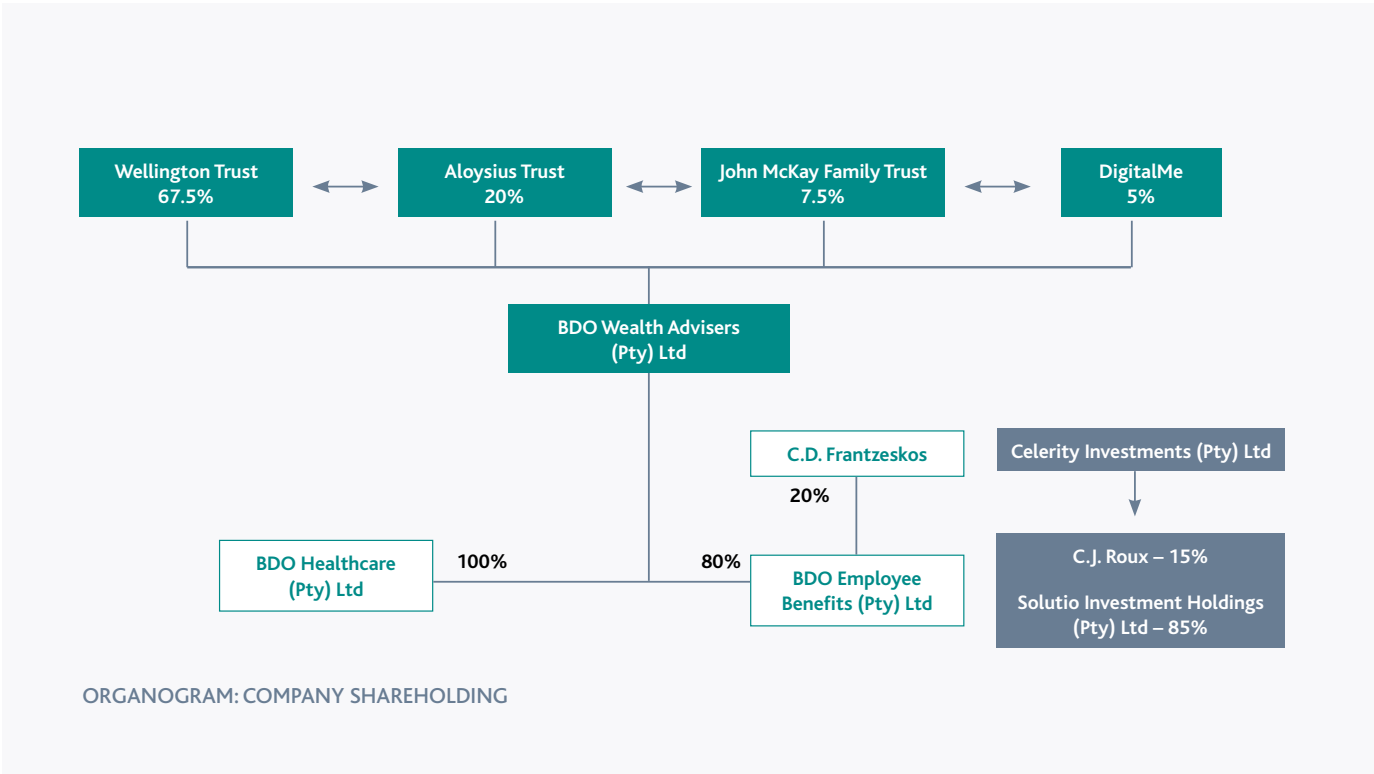 Wellington Trust
67.5%
Aloysius Trust
20%
John McKay Family Trust
7.5%
DigitalMe
5%
BDO Wealth Advisers
(Pty) Ltd
C.D. Frantzeskos
20%
Celerity Investments (Pty) Ltd
BDO Healthcare
(Pty) Ltd
100%
80%
BDO Employee
Benefits (Pty) Ltd
C.J. Roux – 15%
Solutio Investment Holdings
(Pty) Ltd – 85%
ORGANOGRAM: COMPANY SHAREHOLDING